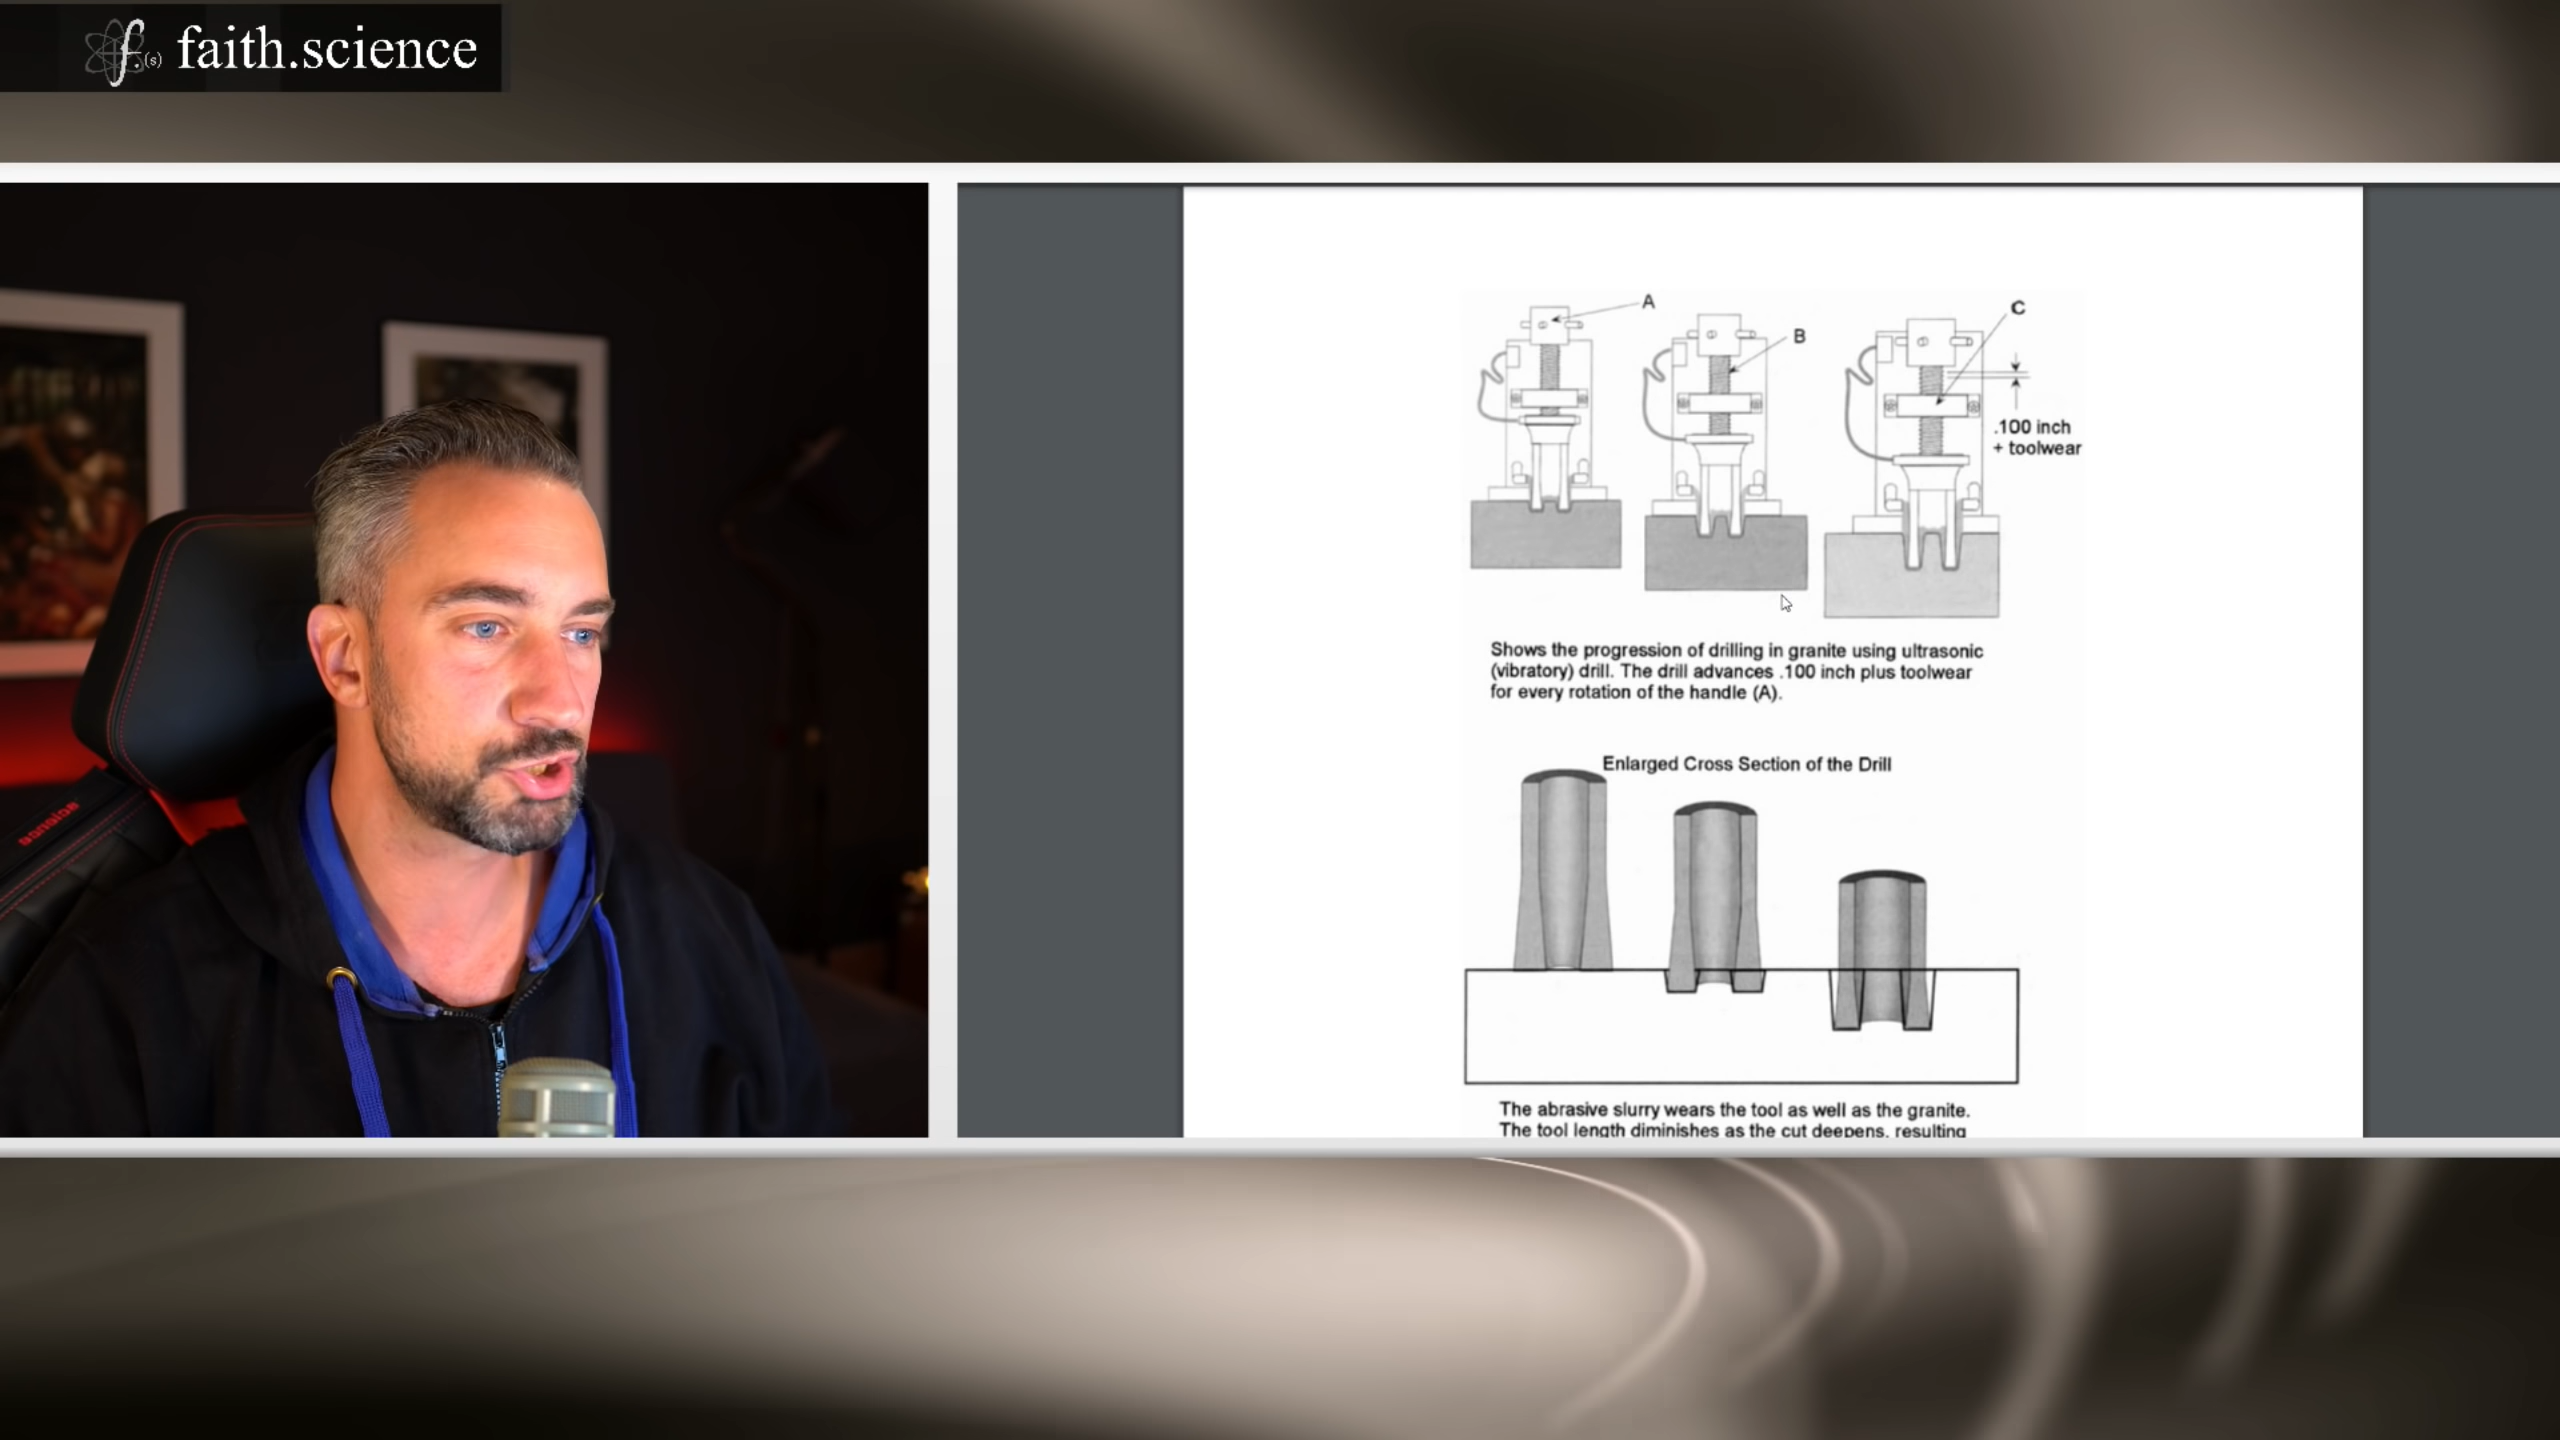 f.(s) faith.science
A
B
C
.100 inch
+ toolwear
Shows the progression of drilling in granite using ultrasonic
(vibratory) drill. The drill advances .100 inch plus toolwear
for every rotation of the handle (A).
Enlarged Cross Section of the Drill
The abrasive slurry wears the tool as well as the granite.
The tool length diminishes as the cut deepens, resulting